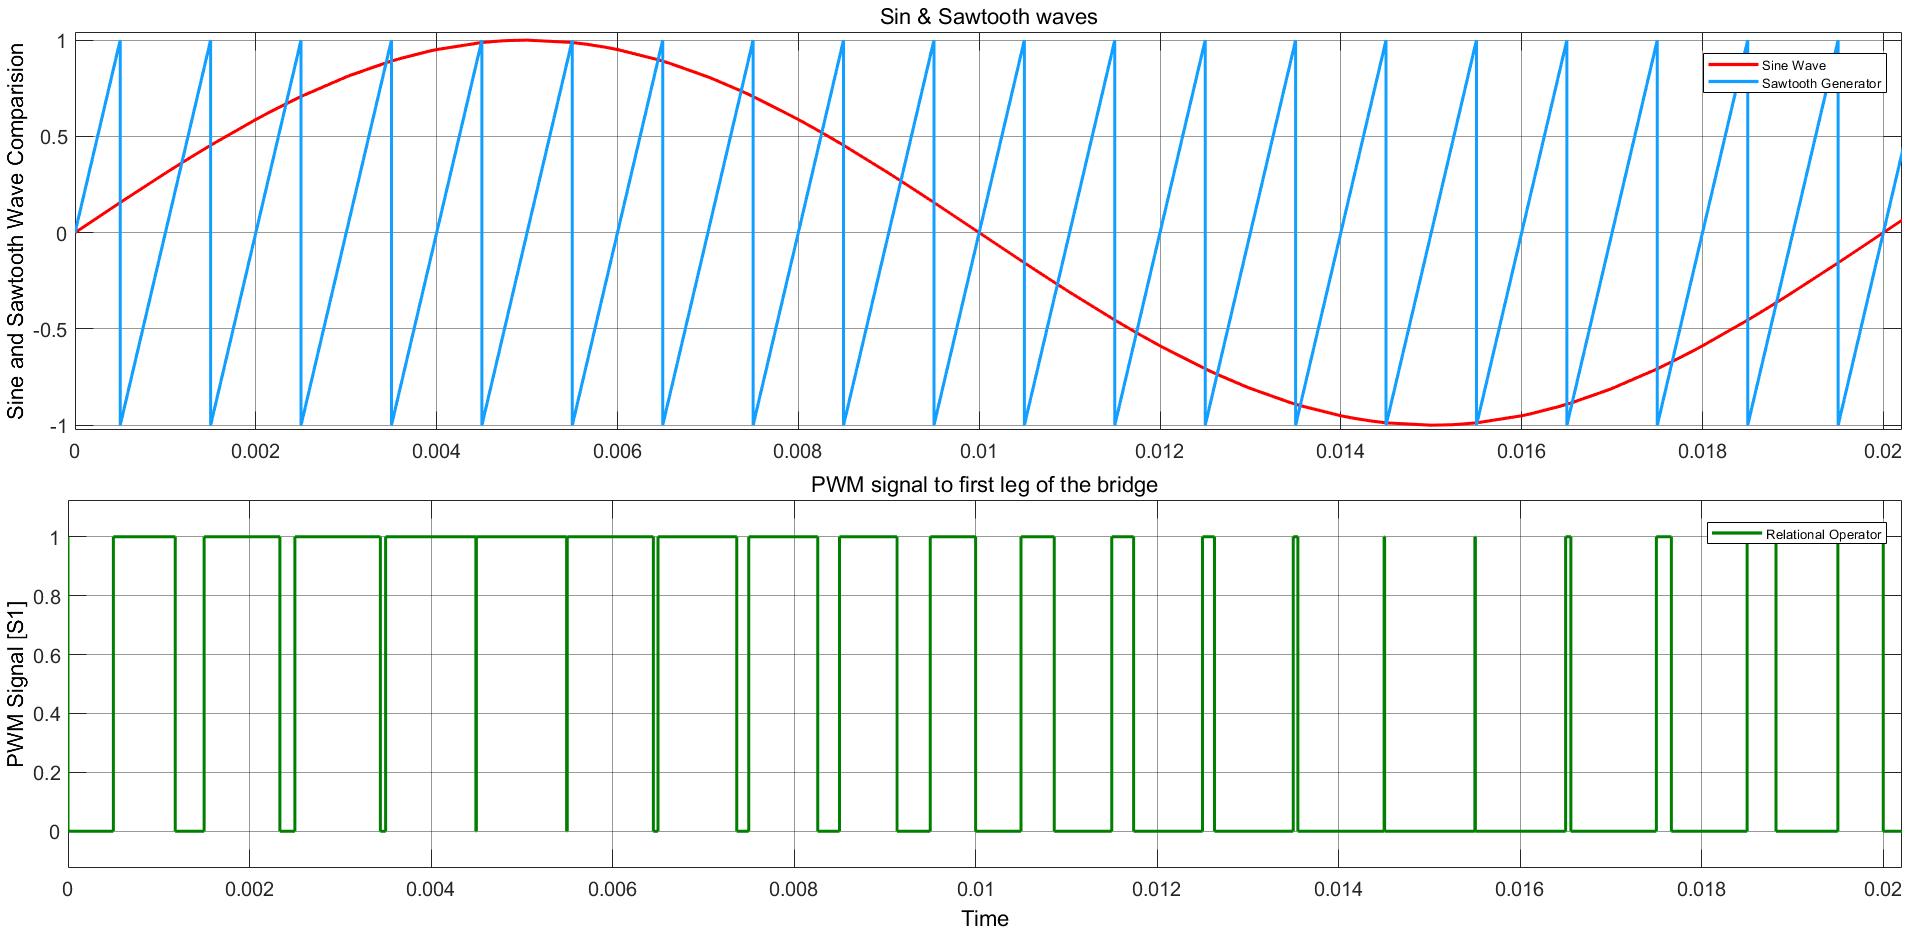 Sin & Sawtooth waves
Sine and Sawtooth Wave Comparision
1
0.5
0
-0.5
-1
Sine Wave
Sawtooth Generator
0 0.002 0.004 0.006 0.008 0.01 0.012 0.014 0.016 0.018 0.02
PWM signal to first leg of the bridge
PWM Signal [S1]
1
0.8
0.6
0.4
0.2
0
Relational Operator
0 0.002 0.004 0.006 0.008 0.01 0.012 0.014 0.016 0.018 0.02
Time